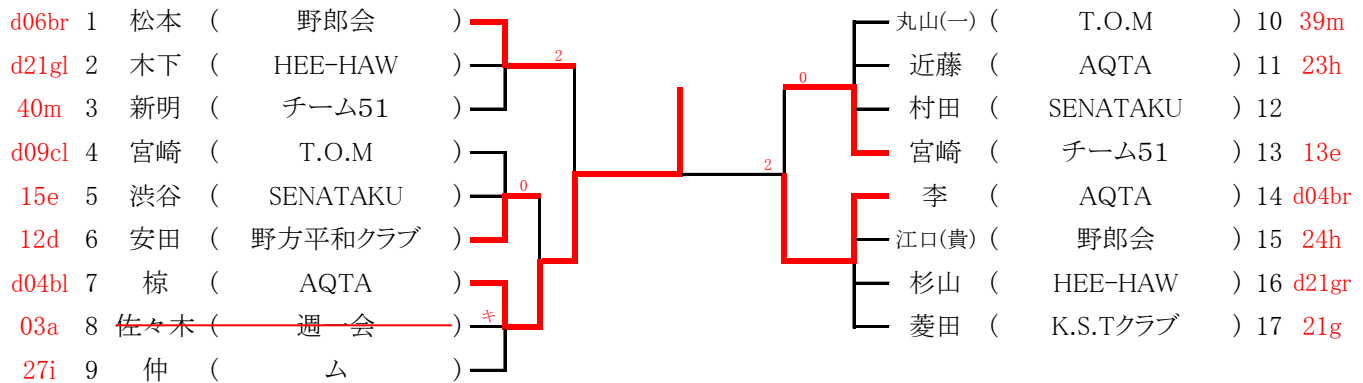 d06br 1 松本 ( 野郎会 )
d21gl 2 木下 ( HEE-HAW )
40m 3 新明 ( チーム51 )
d09cl 4 宮崎 ( T.O.M )
15e 5 渋谷 ( SENATAKU )
12d 6 安田 ( 野方平和クラブ )
d04bl 7 椋 ( AQTA )
03a 8 佐々木 ( 週一会 )
27i 9 仲 ( ム )
2
0
キ
0
2
丸山(一) ( T.O.M ) 10 39m
近藤 ( AQTA ) 11 23h
村田 ( SENATAKU ) 12
宮崎 ( チーム51 ) 13 13e
李 ( AQTA ) 14 d04br
江口(貴) ( 野郎会 ) 15 24h
杉山 ( HEE-HAW ) 16 d21gr
菱田 ( K.S.Tクラブ ) 17 21g